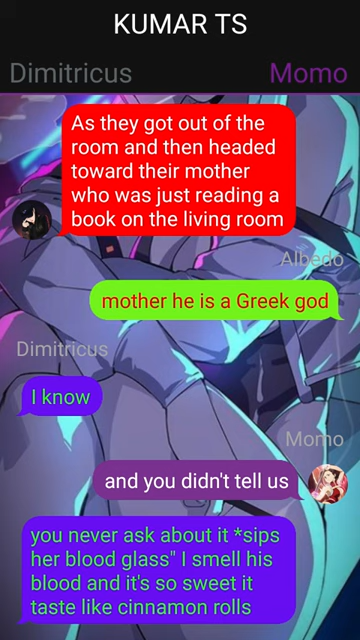 KUMAR TS
Dimitricus
Momo
As they got out of the
room and then headed
toward their mother
who was just reading a
book on the living room
Albedo
mother he is a Greek god
Dimitricus
I know
Momo
and you didn't tell us
you never ask about it *sips
her blood glass" I smell his
blood and it's so sweet it
taste like cinnamon rolls